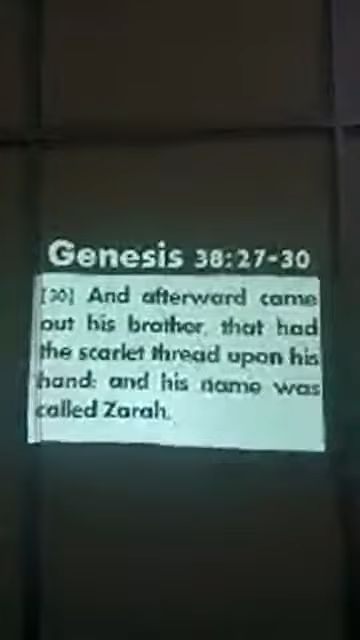 Genesis 38:27-30
[30] And afterward came
out his brother, that had
the scarlet thread upon his
hand: and his name was
called Zarah.